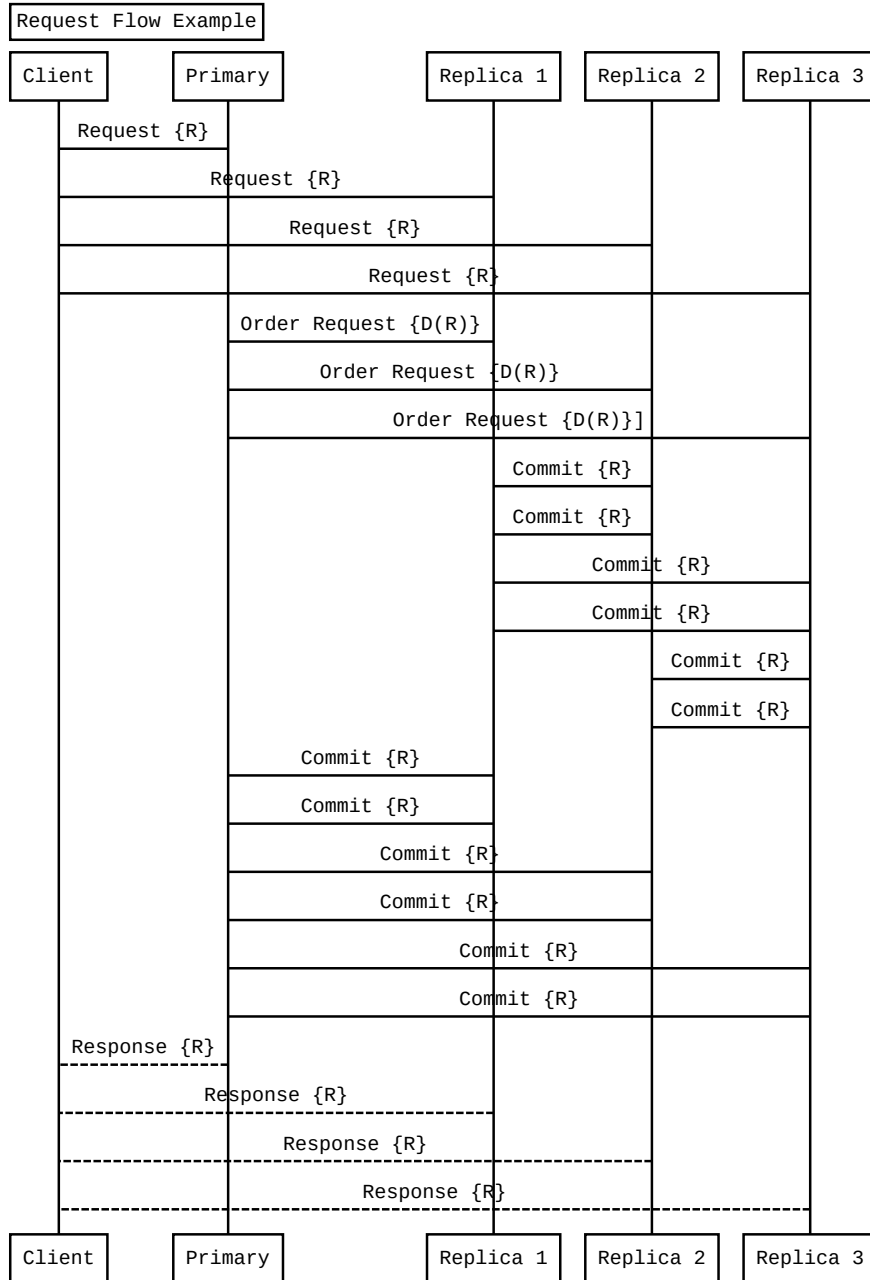 Request Flow Example
Client Primary Replica 1 Replica 2 Replica 3
Request {R}
Request {R}
Request {R}
Request {R}
Order Request {D(R)}
Order Request {D(R)}
Order Request {D(R)}]
Commit {R}
Commit {R}
Commit {R}
Commit {R}
Commit {R}
Commit {R}
Commit {R}
Commit {R}
Commit {R}
Commit {R}
Commit {R}
Commit {R}
Response {R}
Response {R}
Response {R}
Response {R}
Client Primary Replica 1 Replica 2 Replica 3